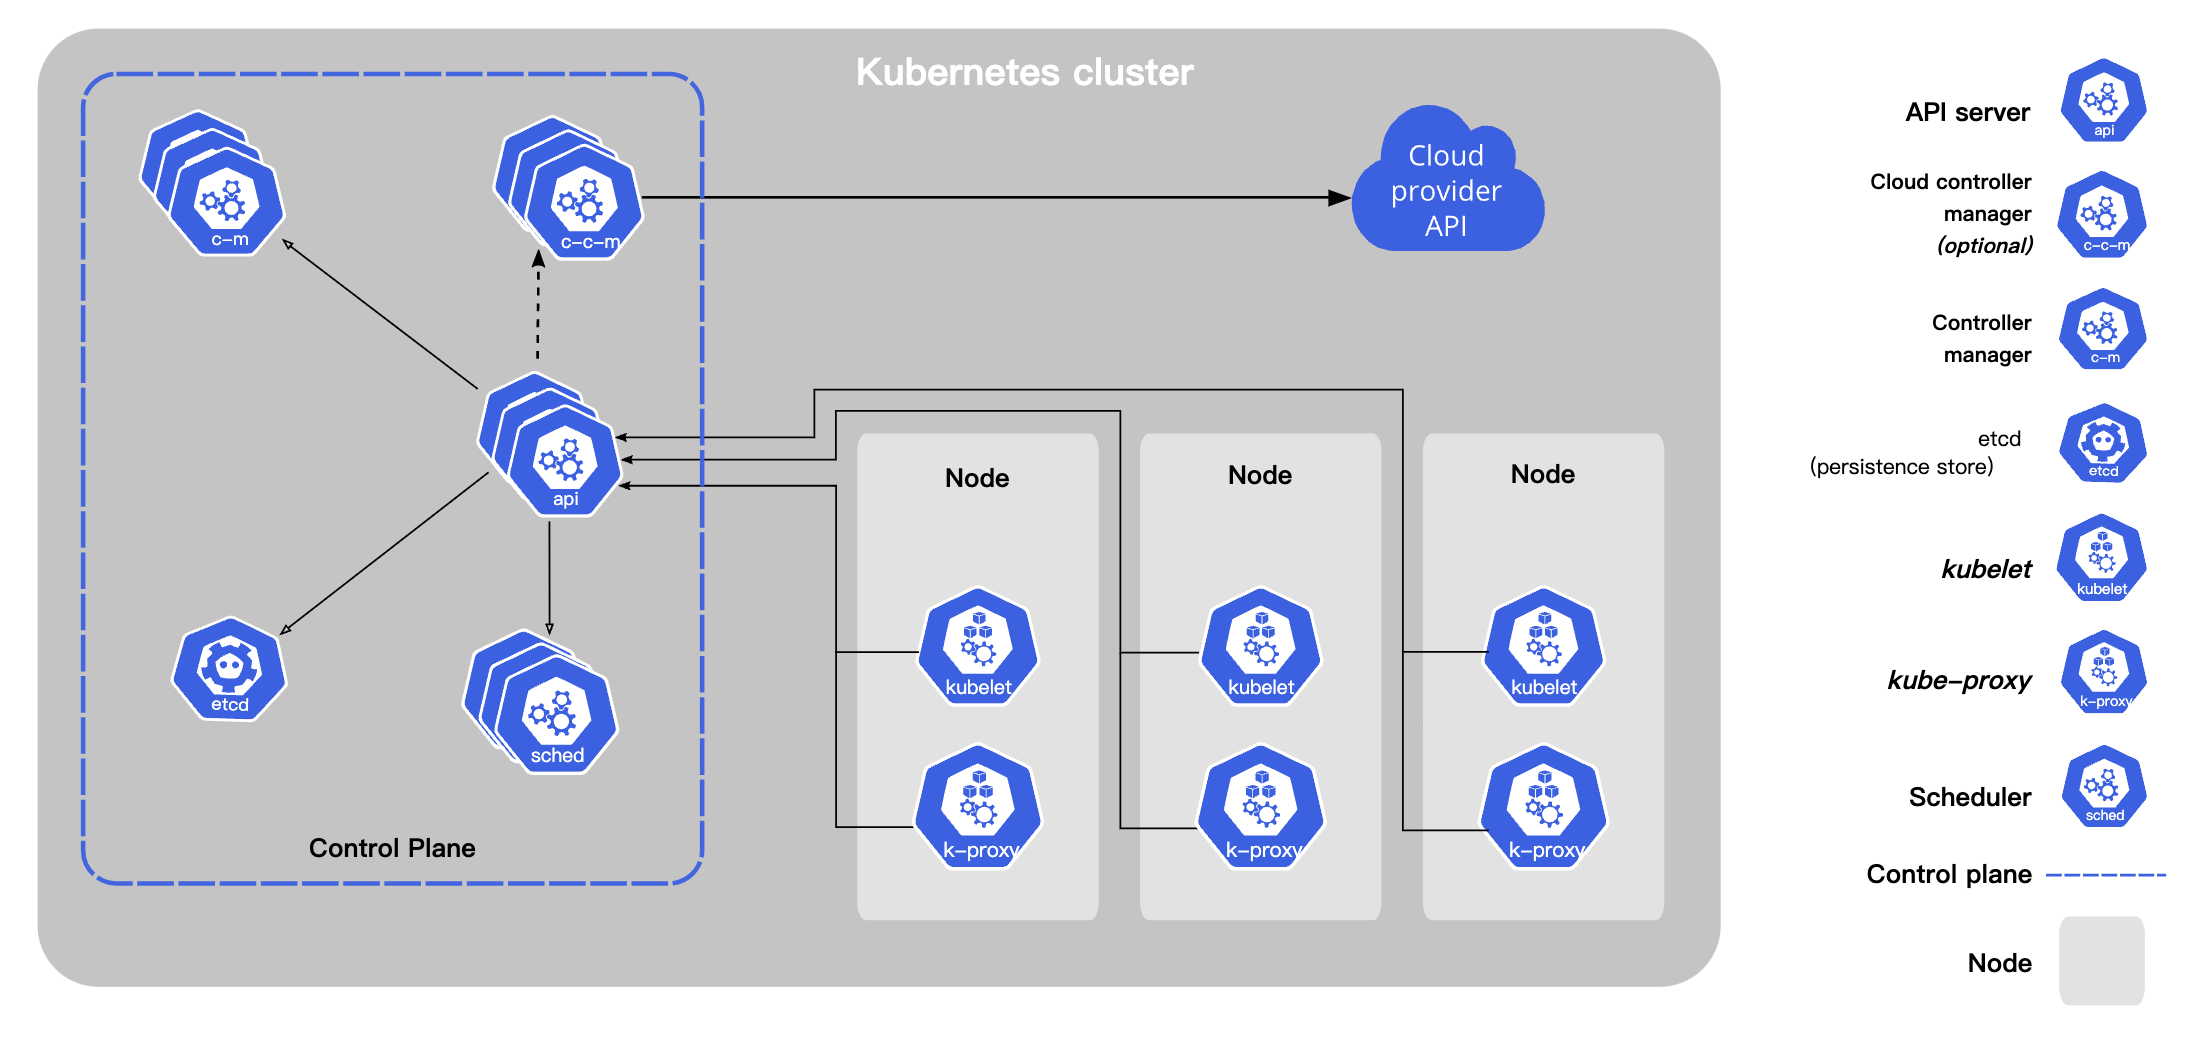 Kubernetes cluster
c-m
c-c-m
Cloud
provider
API
api
etcd
sched
Control Plane
Node
kubelet
k-proxy
Node
kubelet
k-proxy
Node
kubelet
k-proxy
API server
api
Cloud controller
manager
(optional)
c-c-m
Controller
manager
c-m
etcd
(persistence store)
etcd
kubelet
kubelet
kube-proxy
k-proxy
Scheduler
sched
Control plane
Node